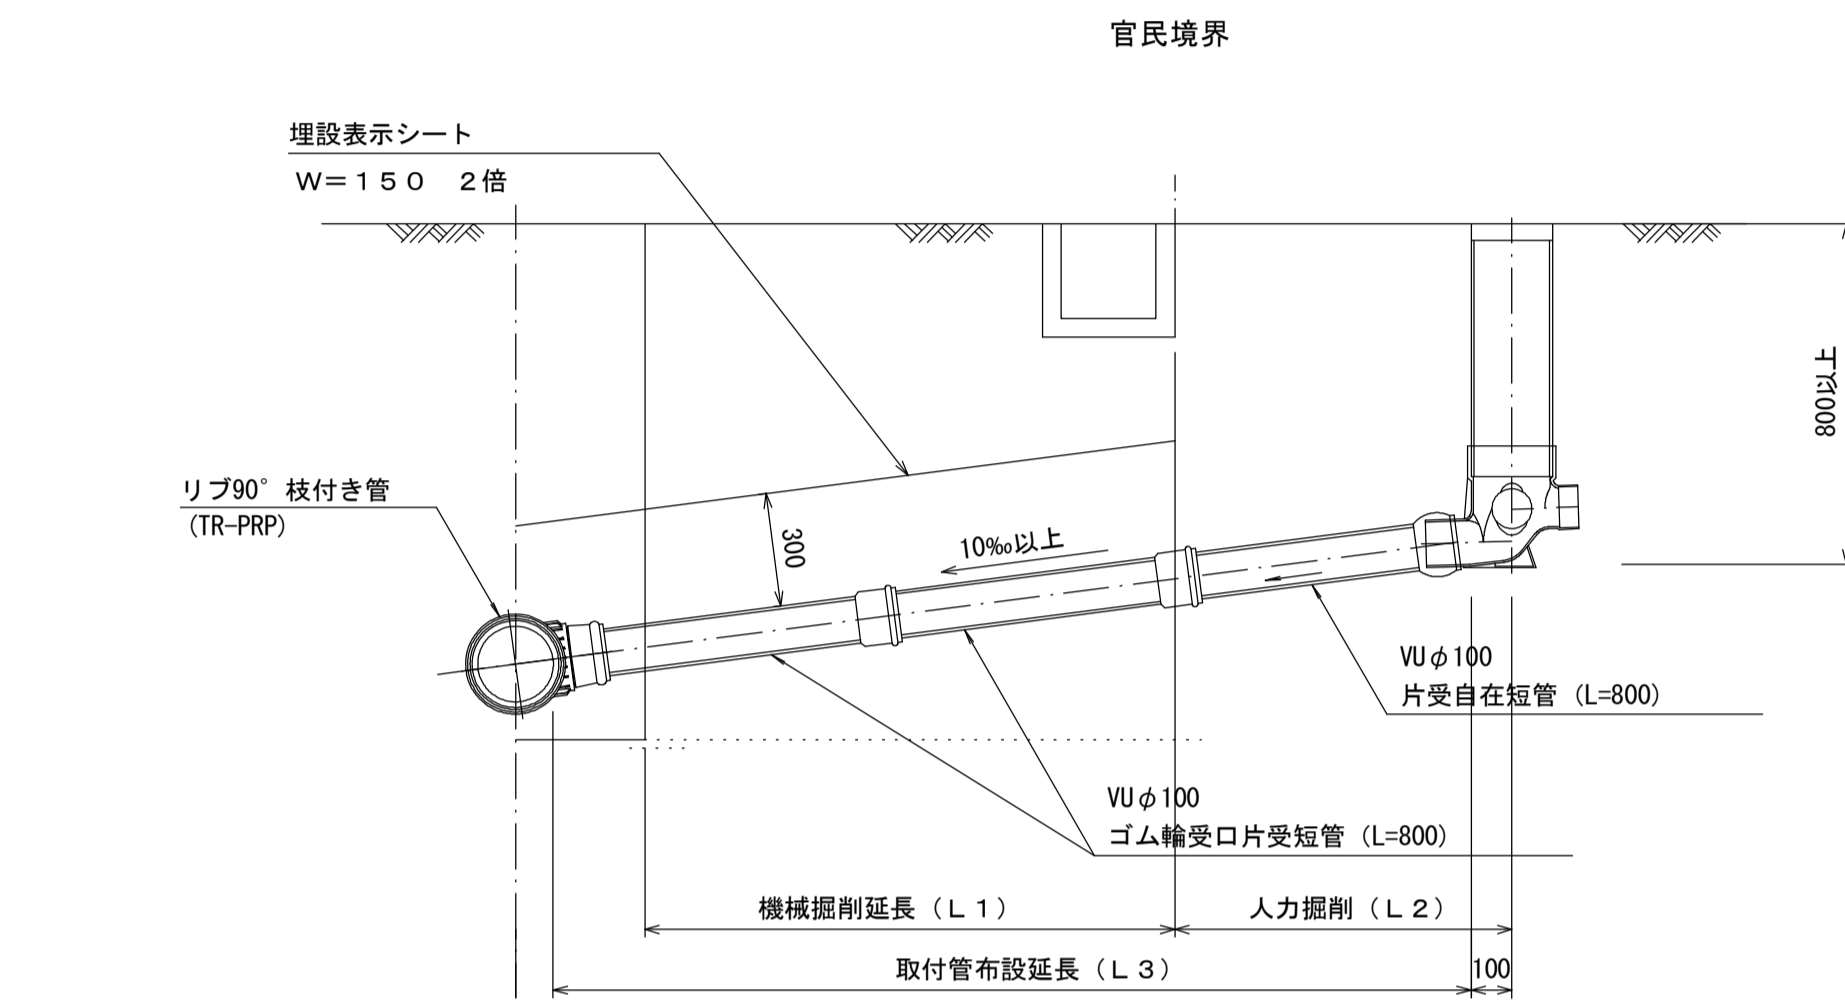 官民境界
埋設表示シート
W=150 2倍
800以上
リブ90°枝付き管
(TR-PRP)
300
10‰以上
VUφ100
片受自在短管 (L=800)
VUφ100
ゴム輪受口片受短管 (L=800)
機械掘削延長(L1)
人力掘削(L2)
取付管布設延長(L3)
100